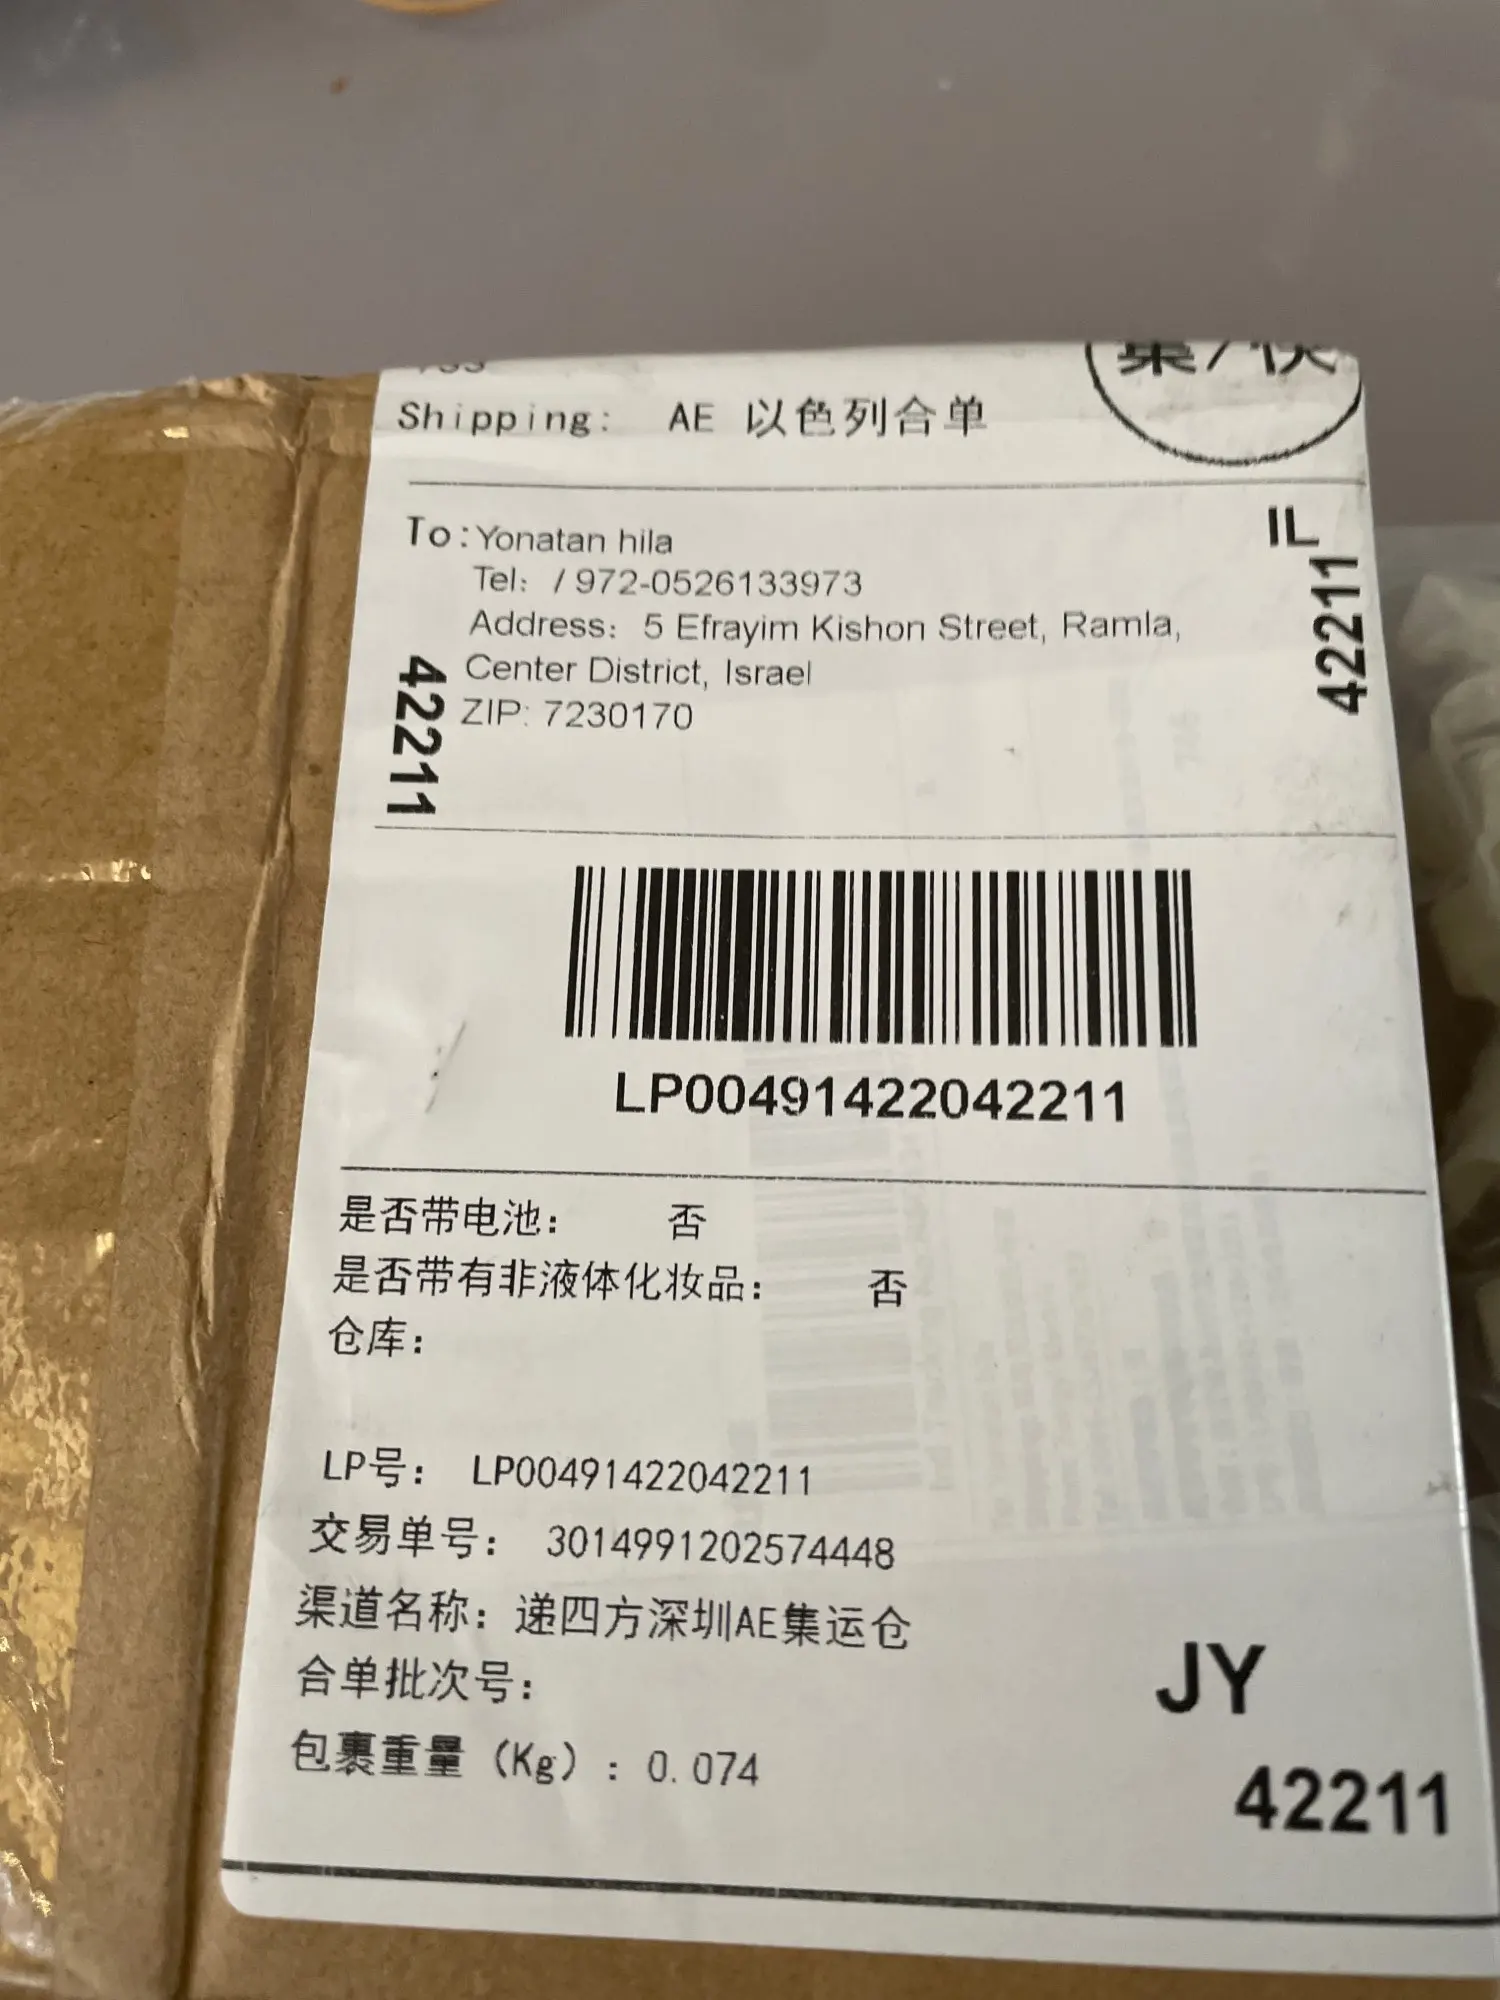 集/快
Shipping: AE 以色列合单
IL
To:Yonatan hila
Tel: / 972-0526133973
Address: 5 Efrayim Kishon Street, Ramla,
Center District, Israel
ZIP: 7230170
42211
42211
LP00491422042211
是否带电池： 否
是否带有非液体化妆品： 否
仓库：
LP号： LP00491422042211
交易单号： 3014991202574448
渠道名称：递四方深圳AE集运仓
合单批次号：
包裹重量（Kg）：0.074
JY
42211